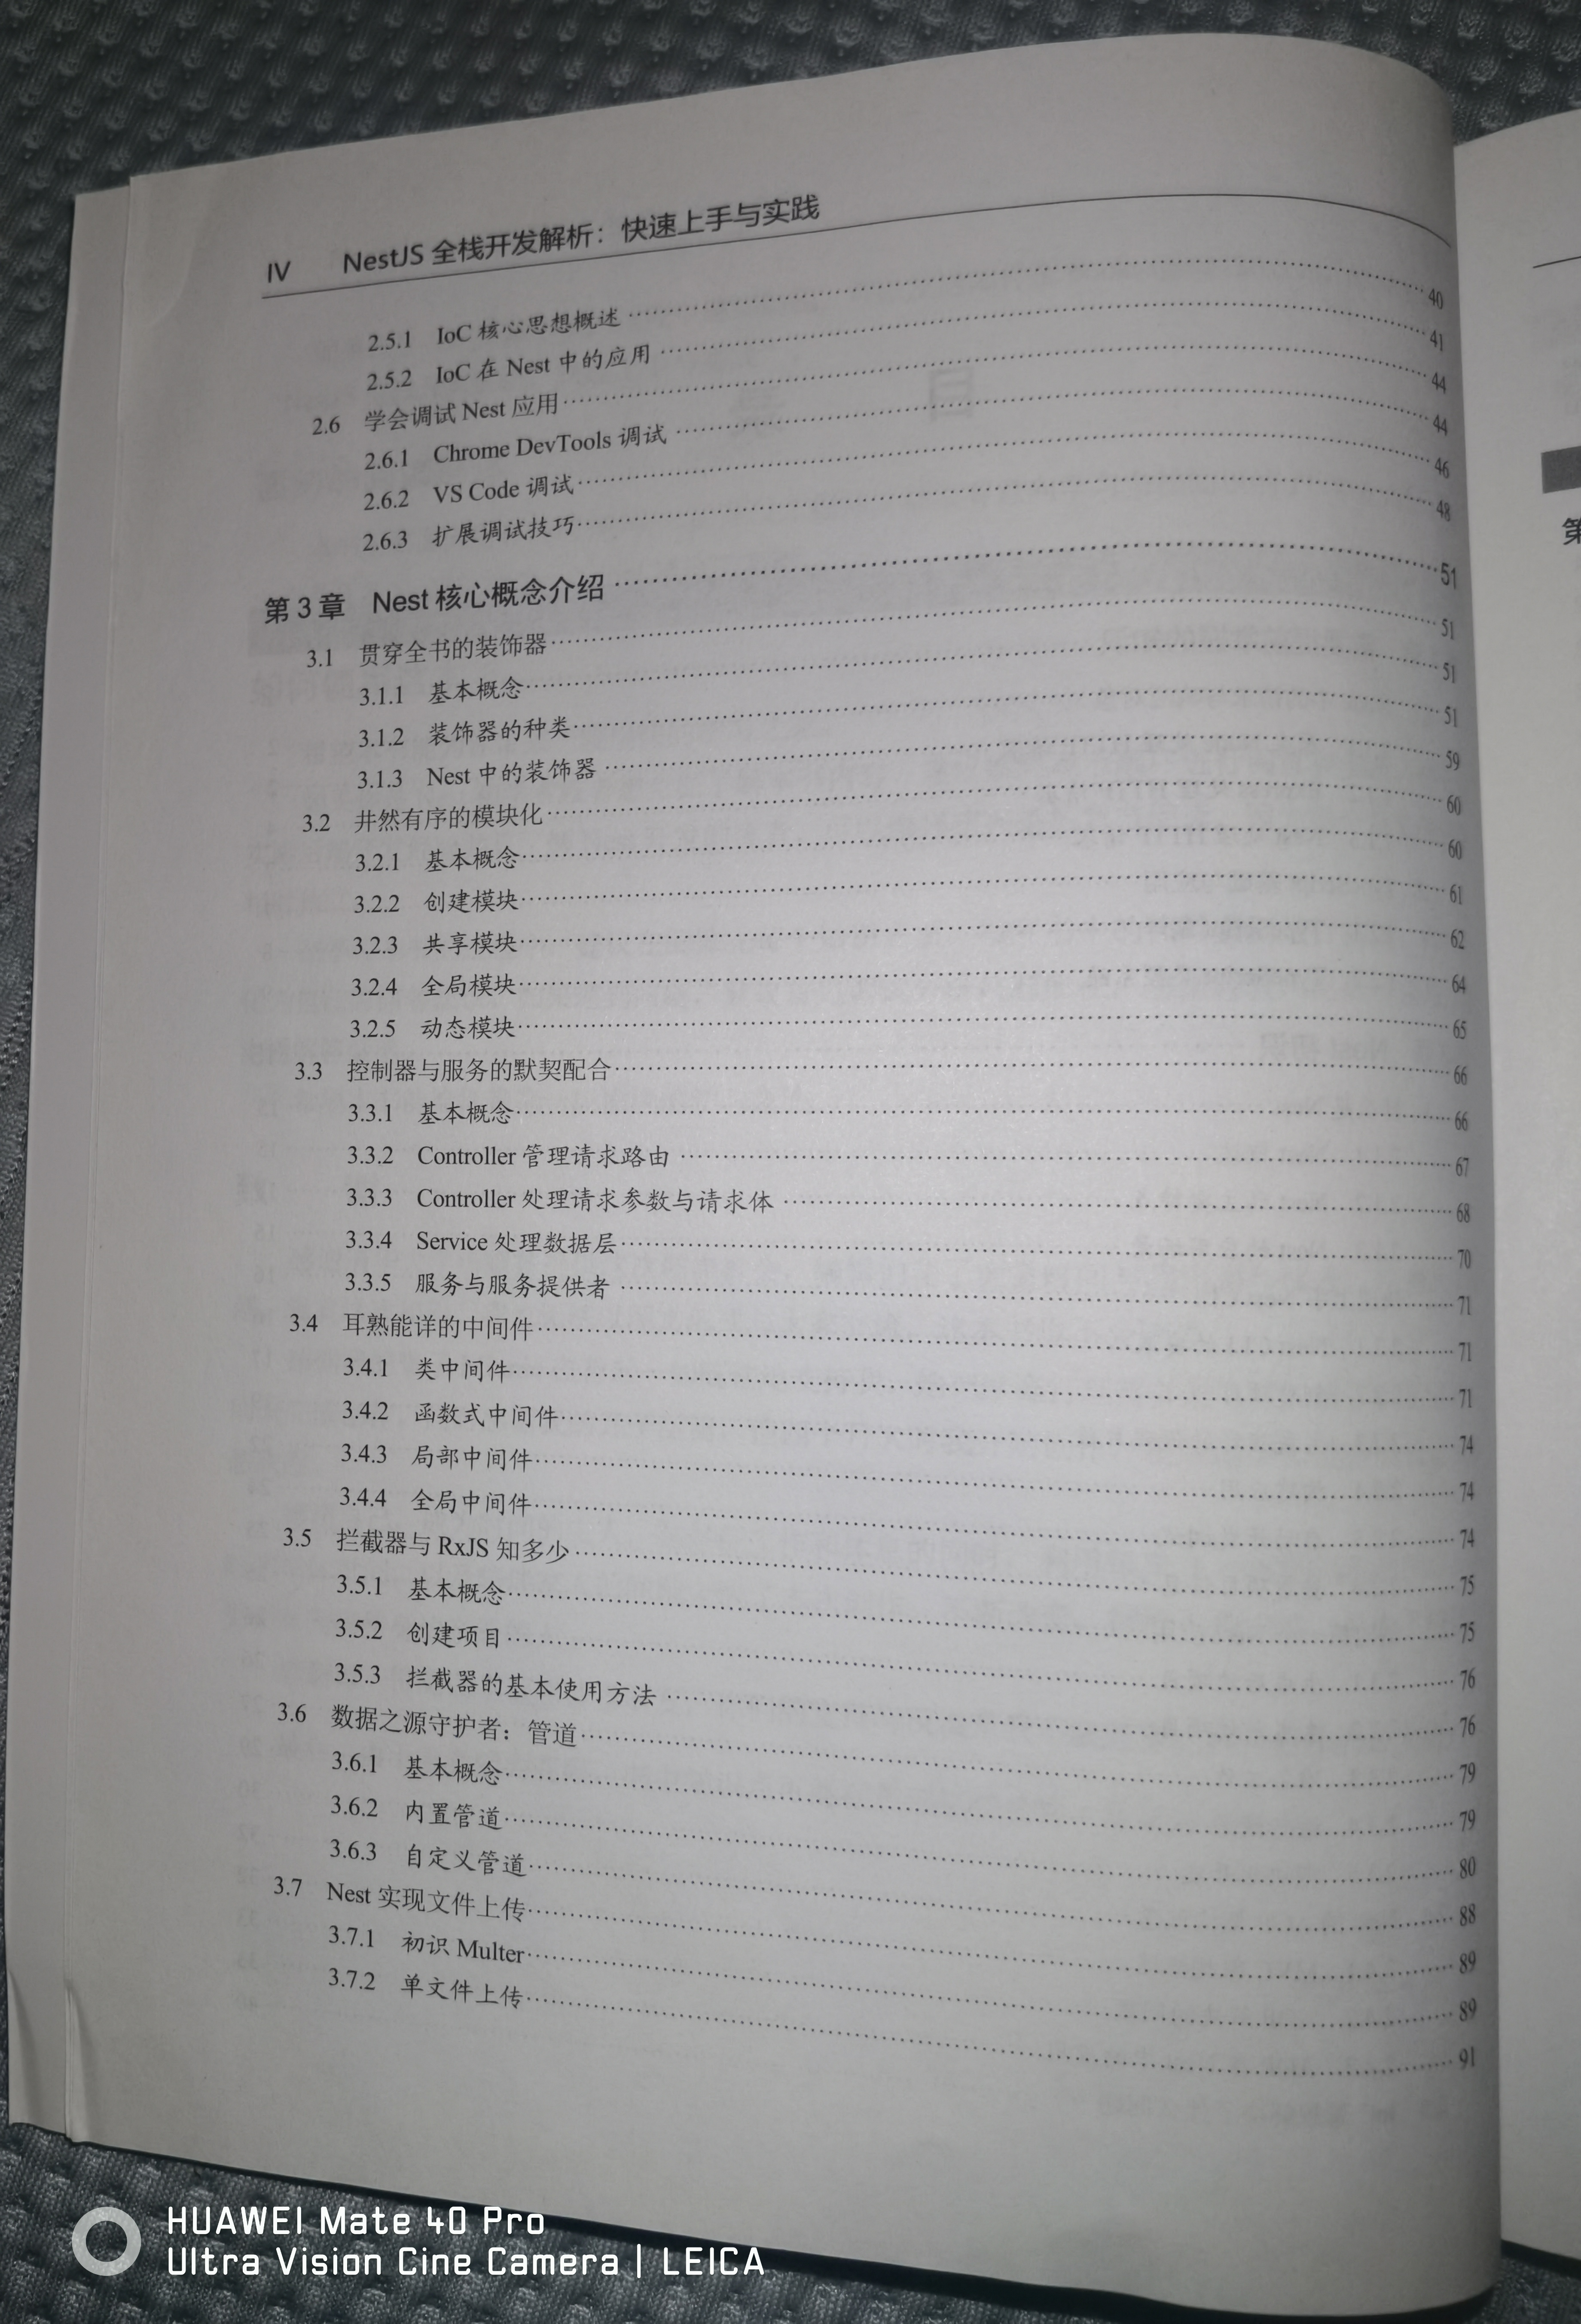 IV NestJS 全栈开发解析：快速上手与实践
2.5.1 IoC 核心思想概述 ································ 40
2.5.2 IoC 在 Nest 中的应用 ································ 41
2.6 学会调试 Nest 应用 ································ 44
2.6.1 Chrome DevTools 调试 ································ 44
2.6.2 VS Code 调试 ································ 46
2.6.3 扩展调试技巧 ································ 48
第 3 章 Nest 核心概念介绍 ································ 51
3.1 贯穿全书的装饰器 ································ 51
3.1.1 基本概念 ································ 51
3.1.2 装饰器的种类 ································ 51
3.1.3 Nest 中的装饰器 ································ 59
3.2 井然有序的模块化 ································ 60
3.2.1 基本概念 ································ 60
3.2.2 创建模块 ································ 61
3.2.3 共享模块 ································ 62
3.2.4 全局模块 ································ 64
3.2.5 动态模块 ································ 65
3.3 控制器与服务的默契配合 ································ 66
3.3.1 基本概念 ································ 66
3.3.2 Controller 管理请求路由 ································ 67
3.3.3 Controller 处理请求参数与请求体 ································ 68
3.3.4 Service 处理数据层 ································ 70
3.3.5 服务与服务提供者 ································ 71
3.4 耳熟能详的中间件 ································ 71
3.4.1 类中间件 ································ 71
3.4.2 函数式中间件 ································ 74
3.4.3 局部中间件 ································ 74
3.4.4 全局中间件 ································ 74
3.5 拦截器与 RxJS 知多少 ································ 75
3.5.1 基本概念 ································ 75
3.5.2 创建项目 ································ 76
3.5.3 拦截器的基本使用方法 ································ 76
3.6 数据之源守护者：管道 ································ 79
3.6.1 基本概念 ································ 79
3.6.2 内置管道 ································ 80
3.6.3 自定义管道 ································ 88
3.7 Nest 实现文件上传 ································ 89
3.7.1 初识 Multer ································ 89
3.7.2 单文件上传 ································ 91
第
HUAWEI Mate 40 Pro
Ultra Vision Cine Camera | LEICA